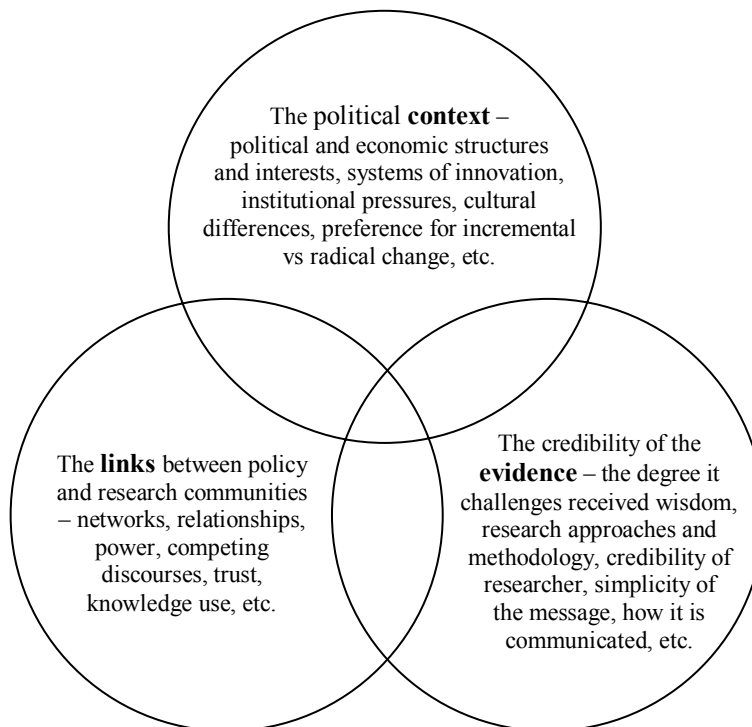 The political context –
political and economic structures
and interests, systems of innovation,
institutional pressures, cultural
differences, preference for incremental
vs radical change, etc.
The links between policy
and research communities
– networks, relationships,
power, competing
discourses, trust,
knowledge use, etc.
The credibility of the
evidence – the degree it
challenges received wisdom,
research approaches and
methodology, credibility of
researcher, simplicity of
the message, how it is
communicated, etc.